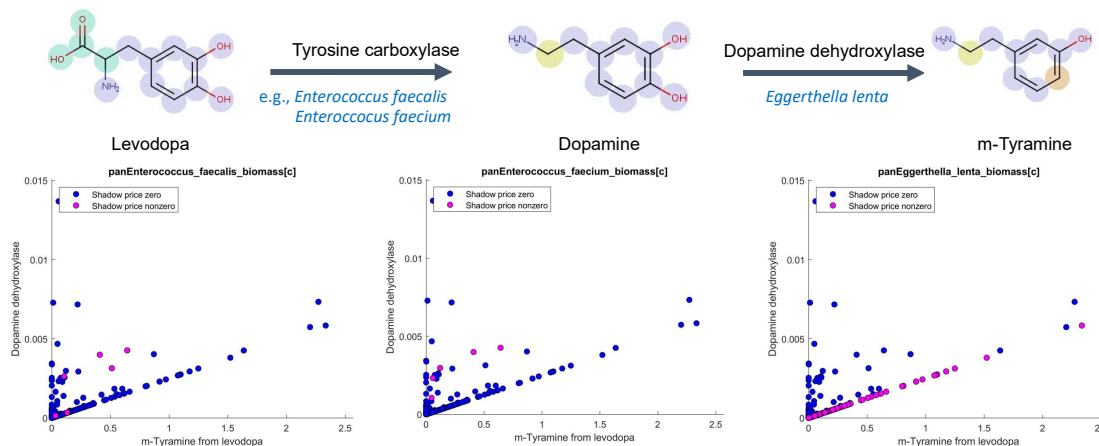 O
HO
NH₂
OH
OH
Tyrosine carboxylase
e.g., Enterococcus faecalis
Enteroccocus faecium
H₂N
OH
OH
Dopamine dehydroxylase
Eggerthella lenta
H₂N
OH
Levodopa
Dopamine
m-Tyramine
panEnterococcus_faecalis_biomass[c]
0.015
0.01
0.005
0
Dopamine dehydroxylase
Shadow price zero
Shadow price nonzero
0 0.5 1 1.5 2 2.5
m-Tyramine from levodopa
panEnterococcus_faecium_biomass[c]
0.015
0.01
0.005
0
Dopamine dehydroxylase
Shadow price zero
Shadow price nonzero
0 0.5 1 1.5 2 2.5
m-Tyramine from levodopa
panEggerthella_lenta_biomass[c]
0.015
0.01
0.005
0
Dopamine dehydroxylase
Shadow price zero
Shadow price nonzero
0 0.5 1 1.5 2
m-Tyramine from levodopa